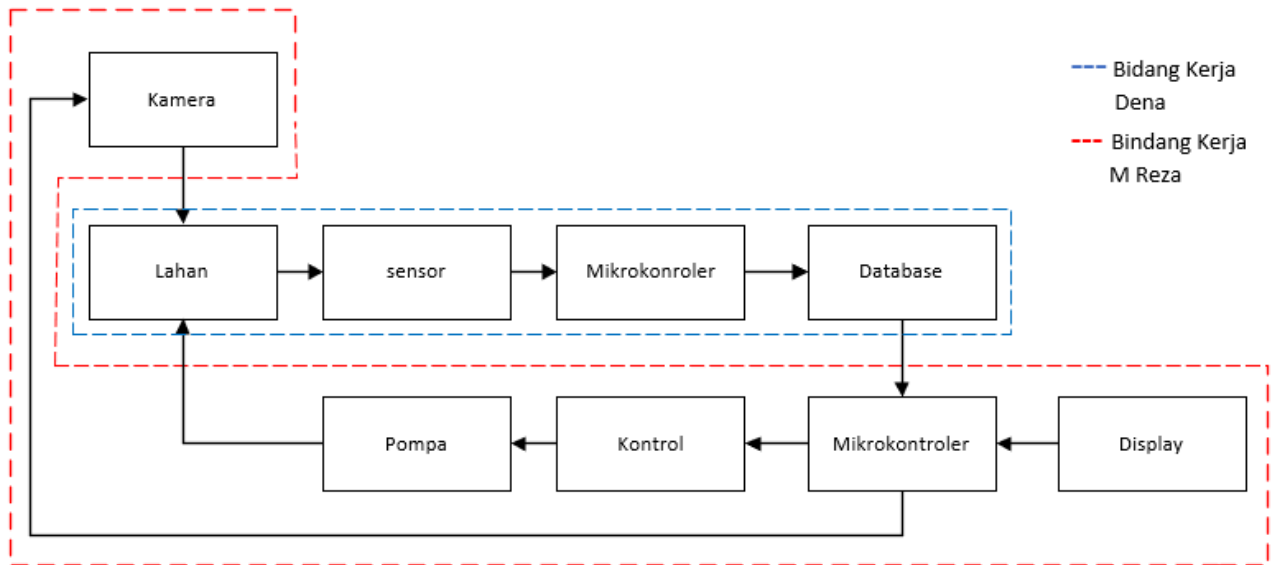 Kamera
Bidang Kerja
Dena
Bindang Kerja
M Reza
Lahan
sensor
Mikrokonroler
Database
Pompa
Kontrol
Mikrokontroler
Display